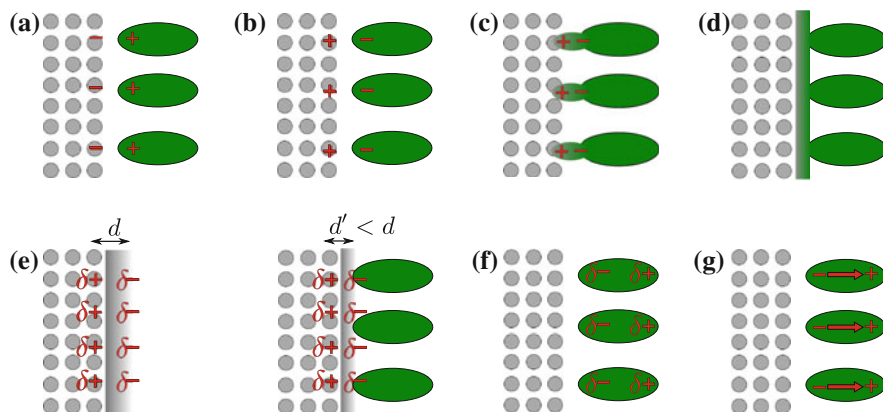 (a) − + − + − +
(b) + − + − + −
(c) + − + − + −
(d)
(e) d
δ+ δ−
δ+ δ−
δ+ δ−
δ+ δ−
d′ < d
δ+ δ−
δ+ δ−
δ+ δ−
δ+ δ−
(f) δ− δ+
δ− δ+
δ− δ+
(g) − +
− +
− +